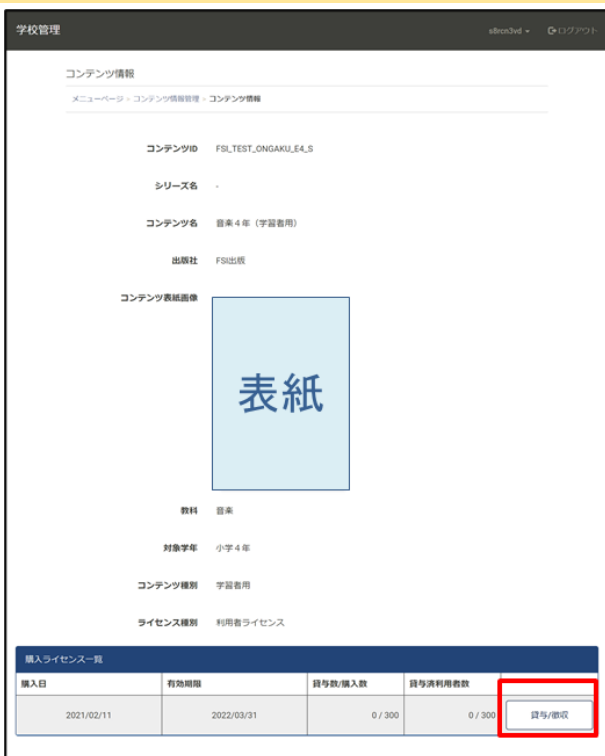 学校管理
s8rcn3vd
ログアウト
コンテンツ情報
メニューページ > コンテンツ情報管理 > コンテンツ情報
コンテンツID FSI_TEST_ONGAKU_E4_S
シリーズ名 -
コンテンツ名 音楽4年(学習者用)
出版社 FSI出版
コンテンツ表紙画像
表紙
教科 音楽
対象学年 小学4年
コンテンツ種別 学習者用
ライセンス種別 利用者ライセンス
購入ライセンス一覧
購入日 有効期限 貸与数/購入数 貸与済利用者数
2021/02/11 2022/03/31 0 / 300 0 / 300 貸与/徴収